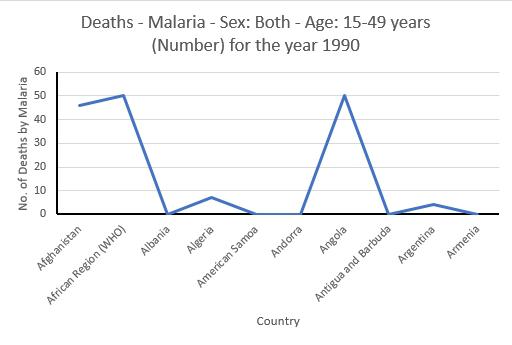 Deaths - Malaria - Sex: Both - Age: 15-49 years
(Number) for the year 1990
No. of Deaths by Malaria
60
50
40
30
20
10
0
Afghanistan
African Region (WHO)
Albania
Algeria
American Samoa
Andorra
Angola
Antigua and Barbuda
Argentina
Armenia
Country